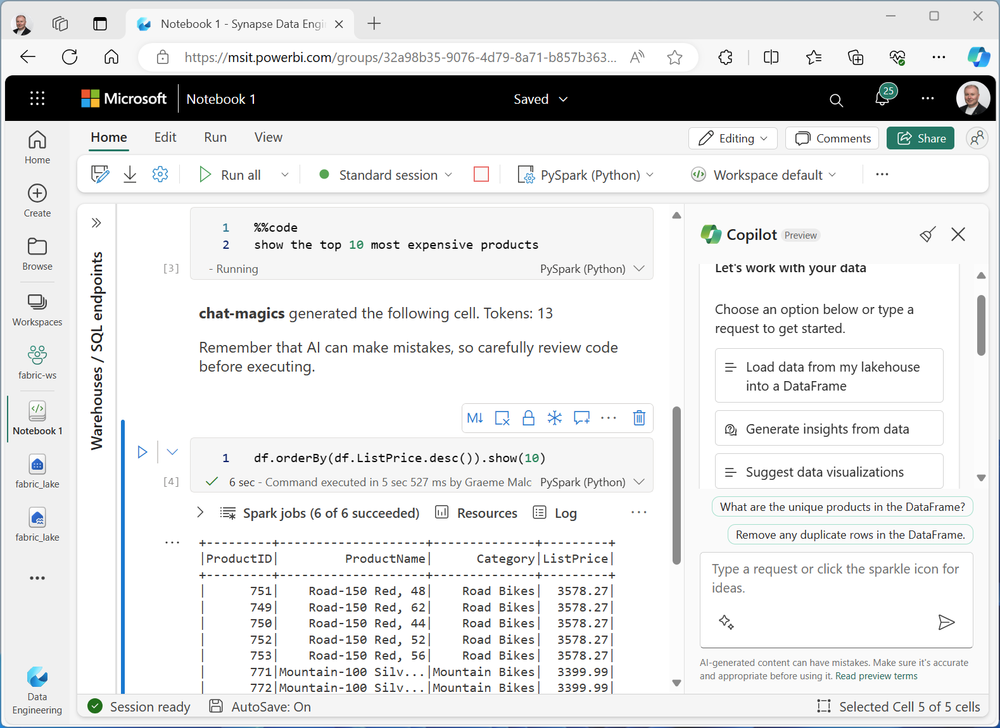 Notebook 1 - Synapse Data Engi
https://msit.powerbi.com/groups/32a98b35-9076-4d79-8a71-b857b363...
Microsoft
Notebook 1
Saved
25
Home
Edit
Run
View
Editing
Comments
Share
Run all
Standard session
PySpark (Python)
Workspace default
Home
Create
Browse
Workspaces
fabric-ws
Notebook 1
fabric_lake
fabric_lake
Data
Engineering
Warehouses / SQL endpoints
1 %%code
2 show the top 10 most expensive products
[3]
- Running
PySpark (Python)
chat-magics generated the following cell. Tokens: 13
Remember that AI can make mistakes, so carefully review code
before executing.
M↓
1 df.orderBy(df.ListPrice.desc()).show(10)
[4]
6 sec - Command executed in 5 sec 527 ms by Graeme Malc
PySpark (Python)
Spark jobs (6 of 6 succeeded)
Resources
Log
+---------+--------------------+--------------+---------+
|ProductID|         ProductName|      Category|ListPrice|
+---------+--------------------+--------------+---------+
|      751|    Road-150 Red, 48|    Road Bikes|  3578.27|
|      749|    Road-150 Red, 62|    Road Bikes|  3578.27|
|      750|    Road-150 Red, 44|    Road Bikes|  3578.27|
|      752|    Road-150 Red, 52|    Road Bikes|  3578.27|
|      753|    Road-150 Red, 56|    Road Bikes|  3578.27|
|      771|Mountain-100 Silv...|Mountain Bikes|  3399.99|
|      772|Mountain-100 Silv...|Mountain Bikes|  3399.99|
Copilot
Preview
Let's work with your data
Choose an option below or type a
request to get started.
Load data from my lakehouse
into a DataFrame
Generate insights from data
Suggest data visualizations
What are the unique products in the DataFrame?
Remove any duplicate rows in the DataFrame.
Type a request or click the sparkle icon for
ideas.
AI-generated content can have mistakes. Make sure it's accurate
and appropriate before using it. Read preview terms
Session ready
AutoSave: On
Selected Cell 5 of 5 cells